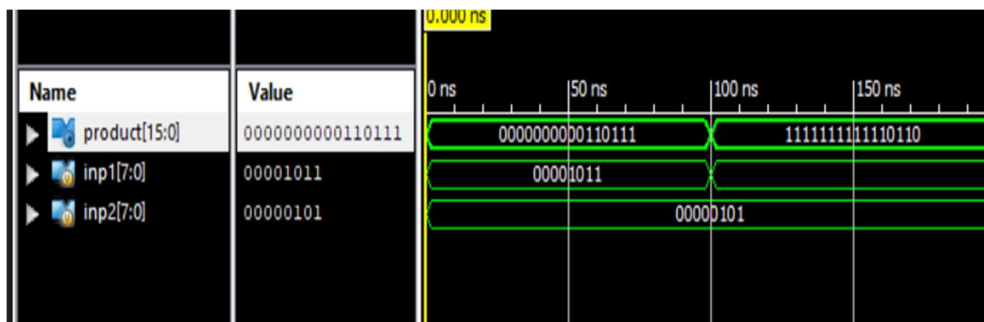 0.000 ns
Name Value 0 ns 50 ns 100 ns 150 ns
product[15:0] 0000000000110111 0000000000110111 1111111111110110
inp1[7:0] 00001011 00001011
inp2[7:0] 00000101 00000101